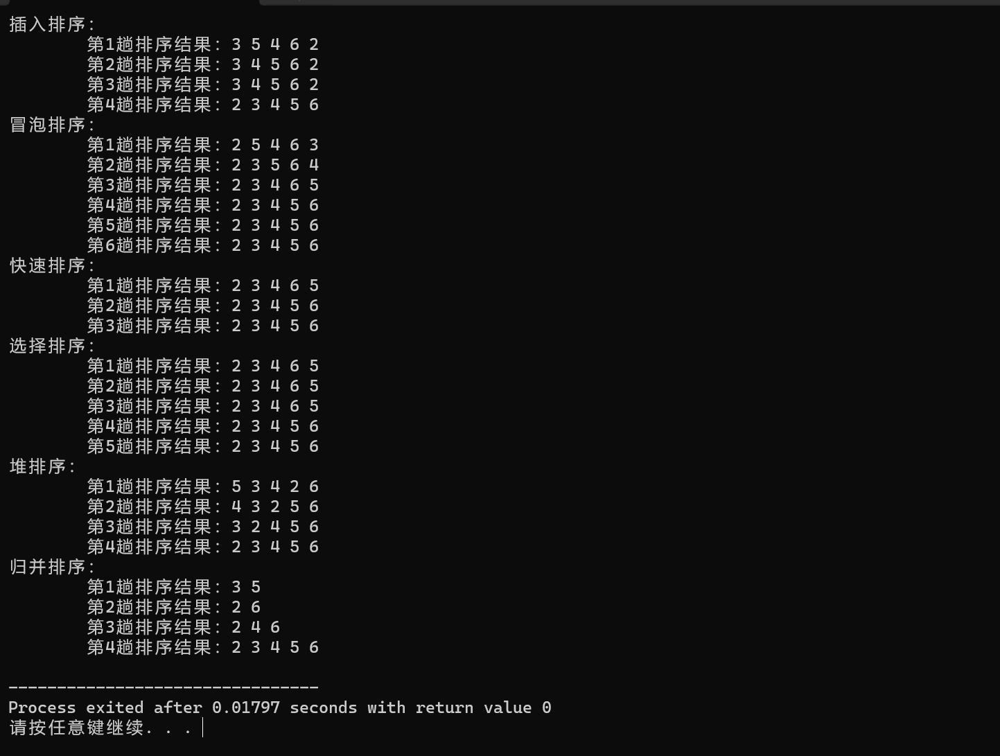 插入排序:
第1趟排序结果: 3 5 4 6 2
第2趟排序结果: 3 4 5 6 2
第3趟排序结果: 3 4 5 6 2
第4趟排序结果: 2 3 4 5 6
冒泡排序:
第1趟排序结果: 2 5 4 6 3
第2趟排序结果: 2 3 5 6 4
第3趟排序结果: 2 3 4 6 5
第4趟排序结果: 2 3 4 5 6
第5趟排序结果: 2 3 4 5 6
第6趟排序结果: 2 3 4 5 6
快速排序:
第1趟排序结果: 2 3 4 6 5
第2趟排序结果: 2 3 4 5 6
第3趟排序结果: 2 3 4 5 6
选择排序:
第1趟排序结果: 2 3 4 6 5
第2趟排序结果: 2 3 4 6 5
第3趟排序结果: 2 3 4 6 5
第4趟排序结果: 2 3 4 5 6
第5趟排序结果: 2 3 4 5 6
堆排序:
第1趟排序结果: 5 3 4 2 6
第2趟排序结果: 4 3 2 5 6
第3趟排序结果: 3 2 4 5 6
第4趟排序结果: 2 3 4 5 6
归并排序:
第1趟排序结果: 3 5
第2趟排序结果: 2 6
第3趟排序结果: 2 4 6
第4趟排序结果: 2 3 4 5 6
--------------------------------
Process exited after 0.01797 seconds with return value 0
请按任意键继续. . .